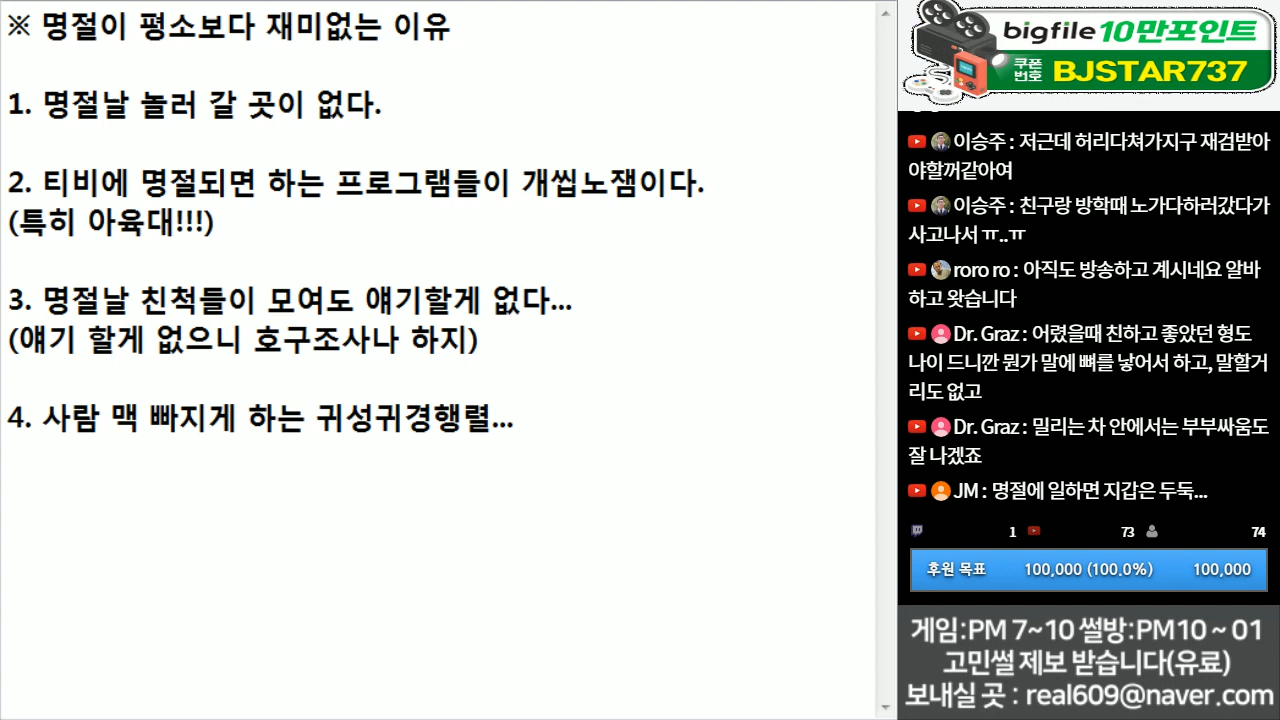 ※ 명절이 평소보다 재미없는 이유
1. 명절날 놀러 갈 곳이 없다.
2. 티비에 명절되면 하는 프로그램들이 개씹노잼이다.
(특히 아육대!!!)
3. 명절날 친척들이 모여도 얘기할게 없다...
(얘기 할게 없으니 호구조사나 하지)
4. 사람 맥 빠지게 하는 귀성귀경행렬...
bigfile 10만포인트
쿠폰
번호 BJSTAR737
이승주 : 저근데 허리다쳐가지구 재검받아
야할꺼같아여
이승주 : 친구랑 방학때 노가다하러갔다가
사고나서 ㅠ..ㅠ
roro ro : 아직도 방송하고 계시네요 알바
하고 왓습니다
Dr. Graz : 어렸을때 친하고 좋았던 형도
나이 드니깐 뭔가 말에 뼈를 낳어서 하고, 말할거
리도 없고
Dr. Graz : 밀리는 차 안에서는 부부싸움도
잘 나겠죠
JM : 명절에 일하면 지갑은 두둑...
1 73 74
후원 목표 100,000 (100.0%) 100,000
게임:PM 7~10 썰방:PM10 ~ 01
고민썰 제보 받습니다(유료)
보내실 곳 : real609@naver.com